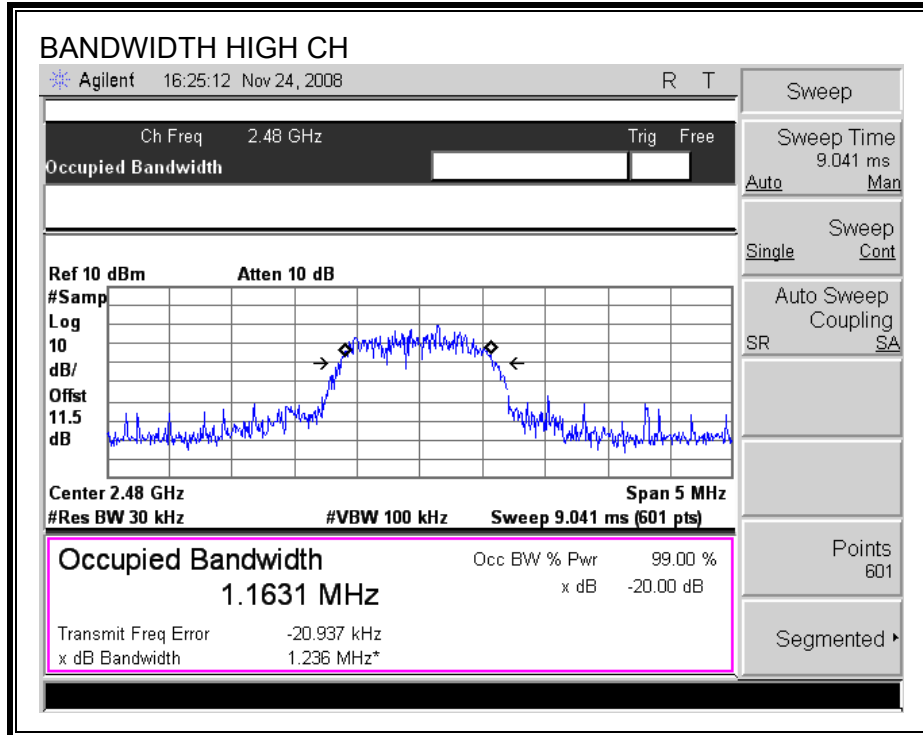 BANDWIDTH HIGH CH
Agilent 16:25:12 Nov 24, 2008 R T
Ch Freq 2.48 GHz Trig Free
Occupied Bandwidth
Ref 10 dBm Atten 10 dB
#Samp
Log
10
dB/
Offst
11.5
dB
Center 2.48 GHz Span 5 MHz
#Res BW 30 kHz #VBW 100 kHz Sweep 9.041 ms (601 pts)
Occupied Bandwidth Occ BW % Pwr 99.00 %
1.1631 MHz x dB -20.00 dB
Transmit Freq Error -20.937 kHz
x dB Bandwidth 1.236 MHz*
Sweep
Sweep Time
9.041 ms
Auto Man
Sweep
Single Cont
Auto Sweep
Coupling
SR SA
Points
601
Segmented